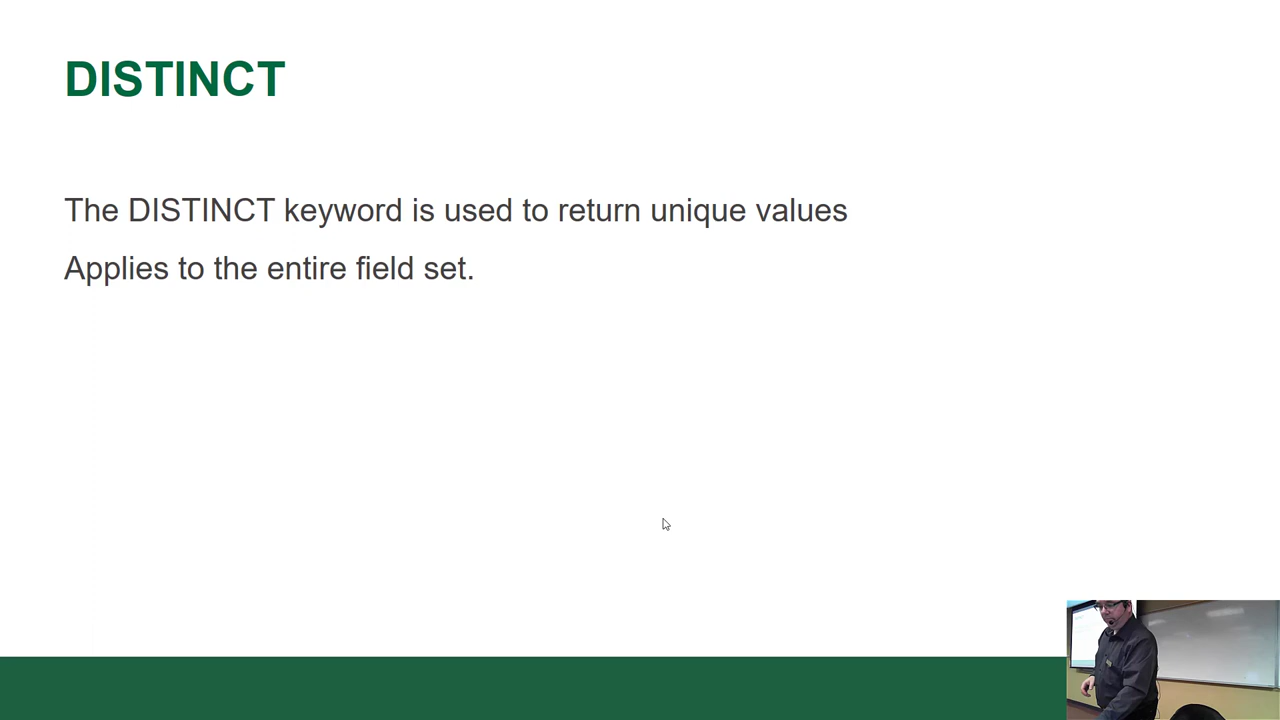 DISTINCT
The DISTINCT keyword is used to return unique values
Applies to the entire field set.